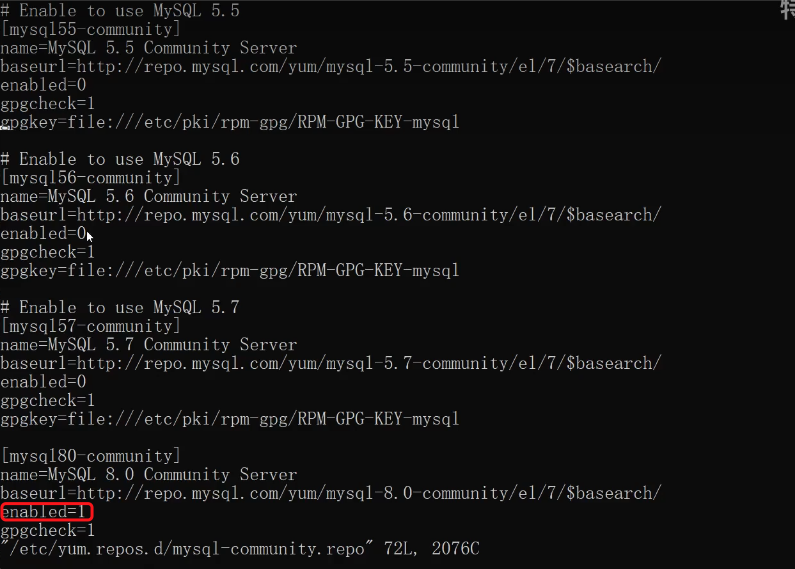 # Enable to use MySQL 5.5
[mysql55-community]
name=MySQL 5.5 Community Server
baseurl=http://repo.mysql.com/yum/mysql-5.5-community/el/7/$basearch/
enabled=0
gpgcheck=1
gpgkey=file:///etc/pki/rpm-gpg/RPM-GPG-KEY-mysql
# Enable to use MySQL 5.6
[mysql56-community]
name=MySQL 5.6 Community Server
baseurl=http://repo.mysql.com/yum/mysql-5.6-community/el/7/$basearch/
enabled=0
gpgcheck=1
gpgkey=file:///etc/pki/rpm-gpg/RPM-GPG-KEY-mysql
# Enable to use MySQL 5.7
[mysql57-community]
name=MySQL 5.7 Community Server
baseurl=http://repo.mysql.com/yum/mysql-5.7-community/el/7/$basearch/
enabled=0
gpgcheck=1
gpgkey=file:///etc/pki/rpm-gpg/RPM-GPG-KEY-mysql
[mysql80-community]
name=MySQL 8.0 Community Server
baseurl=http://repo.mysql.com/yum/mysql-8.0-community/el/7/$basearch/
enabled=1
gpgcheck=1
"/etc/yum.repos.d/mysql-community.repo" 72L, 2076C